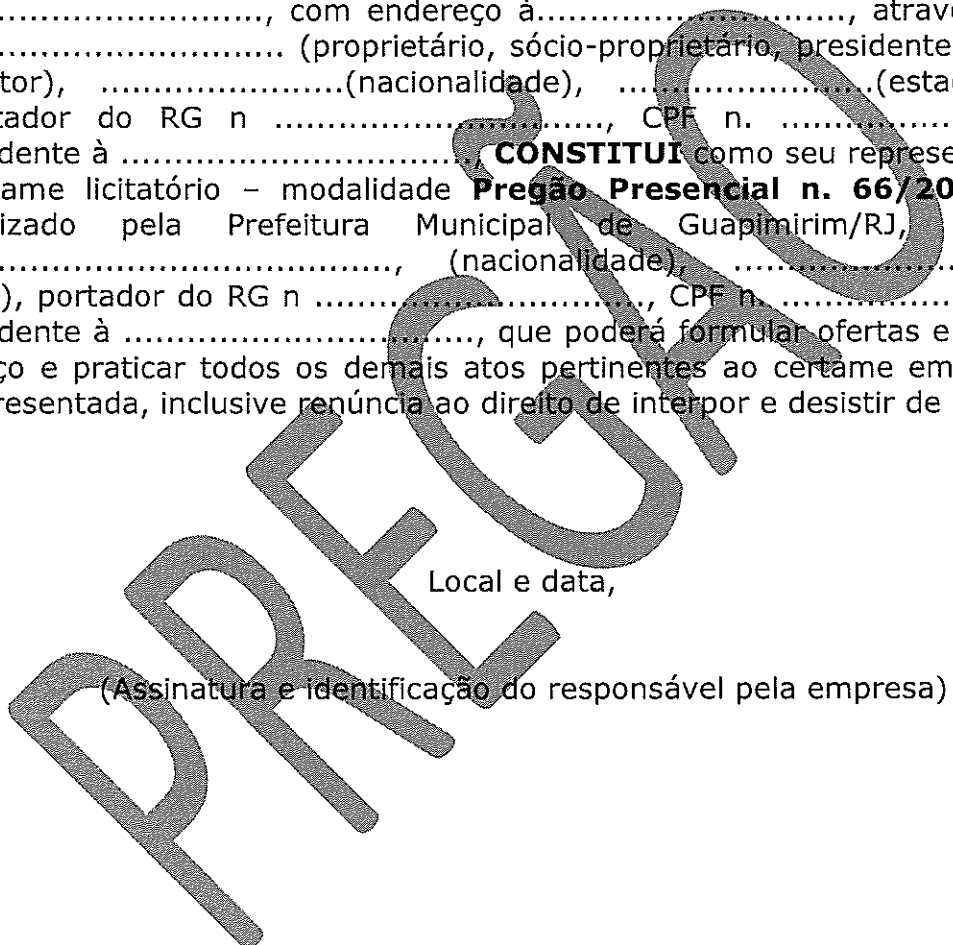 ............................, com endereço à..............................., atrav
............................... (proprietário, sócio-proprietário, presidente
tor), ........................(nacionalidade), .........................(esta
tador do RG n ................................., CPF n. .................
dente à ..................................., CONSTITUI como seu represe
ame licitatório – modalidade Pregão Presencial n. 66/20
izado pela Prefeitura Municipal de Guapimirim/RJ,
......................................., (nacionalidade), .....................
), portador do RG n ................................., CPF n. .................
dente à ..................................., que poderá formular ofertas e
ço e praticar todos os demais atos pertinentes ao certame em
resentada, inclusive renúncia ao direito de interpor e desistir de
Local e data,
(Assinatura e identificação do responsável pela empresa)
PREGÃO